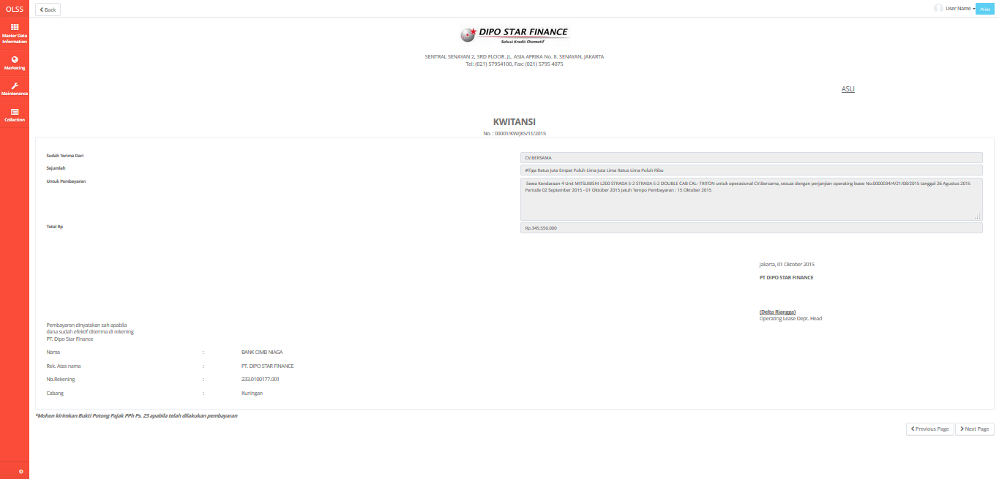 OLSS
Back
User Name
Print
Master Data
Information
Marketing
Maintenance
Collection
DIPO STAR FINANCE
Solusi Kredit Otomotif
SENTRAL SENAYAN 2, 3RD FLOOR. JL. ASIA AFRIKA No. 8. SENAYAN, JAKARTA
Tel: (021) 57954100, Fax: (021) 5795 4075
ASLI
KWITANSI
No. : 00001/KW/JKS/11/2015
Sudah Terima Dari
CV.BERSAMA
Sejumlah
#Tiga Ratus Juta Empat Puluh Lima Juta Lima Ratus Lima Puluh Ribu
Untuk Pembayaran
Sewa Kendaraan 4 Unit MITSUBISHI L200 STRADA E-2 STRADA E-2 DOUBLE CAB CAL- TRITON untuk operasional CV.Bersama, sesuai dengan perjanjian operating lease No.0000034/4/21/08/2015 tanggal 26 Agustus 2015
Periode 02 September 2015 - 01 Oktober 2015 Jatuh Tempo Pembayaran : 15 Oktober 2015
Total Rp
Rp.345.550.000
Jakarta, 01 Oktober 2015
PT DIPO STAR FINANCE
(Delta Riangga)
Operating Lease Dept. Head
Pembayaran dinyatakan sah apabila
dana sudah efektif diterima di rekening
PT. Dipo Star Finance
Nama : BANK CIMB NIAGA
Rek. Atas nama : PT. DIPO STAR FINANCE
No.Rekening : 233.0100177.001
Cabang : Kuningan
*Mohon kirimkan Bukti Potong Pajak PPh Ps. 23 apabila telah dilakukan pembayaran
Previous Page
Next Page